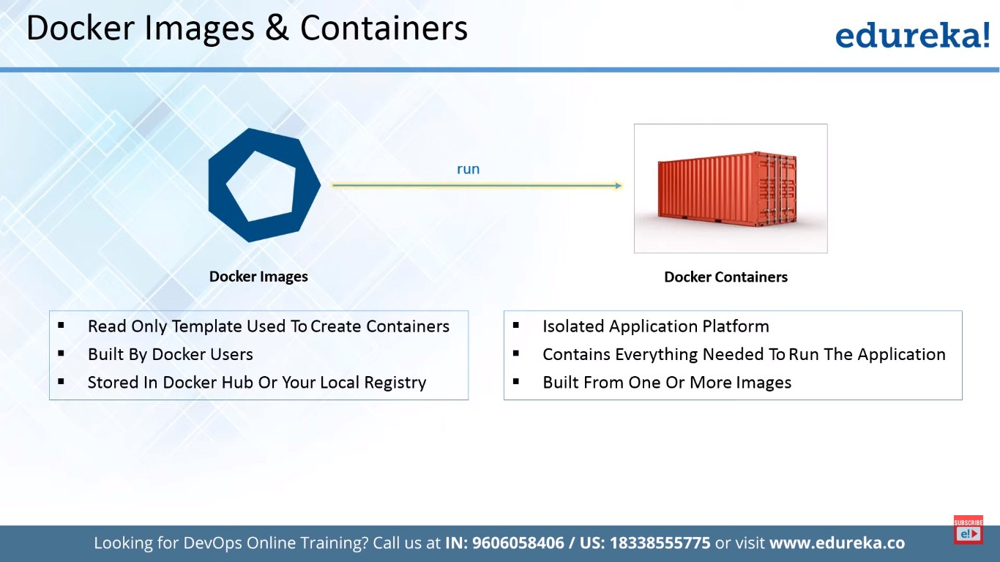 Docker Images & Containers
edureka!
run
Docker Images
Docker Containers
Read Only Template Used To Create Containers
Built By Docker Users
Stored In Docker Hub Or Your Local Registry
Isolated Application Platform
Contains Everything Needed To Run The Application
Built From One Or More Images
SUBSCRIBE
e!
Looking for DevOps Online Training? Call us at IN: 9606058406 / US: 18338555775 or visit www.edureka.co